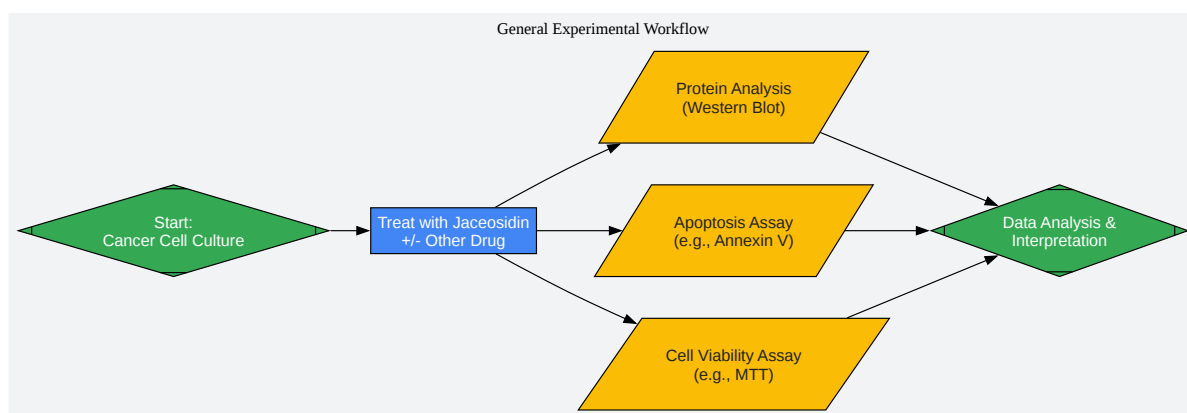 General Experimental Workflow
Start:
Cancer Cell Culture
Treat with Jaceosidin
+/- Other Drug
Protein Analysis
(Western Blot)
Apoptosis Assay
(e.g., Annexin V)
Cell Viability Assay
(e.g., MTT)
Data Analysis &
Interpretation